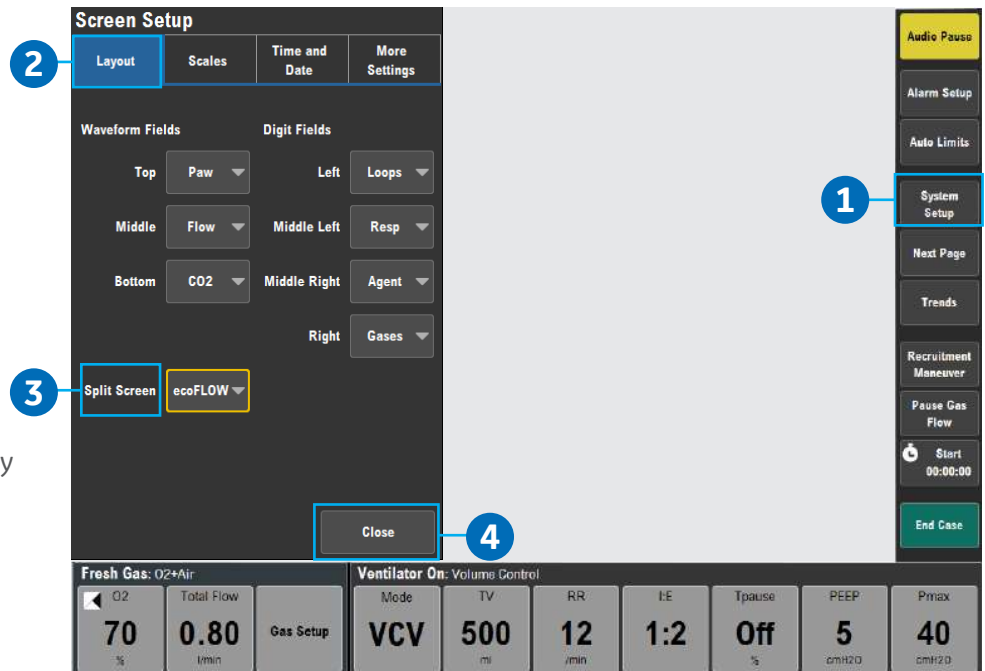 Screen Setup
2
Layout
Scales
Time and
Date
More
Settings
Waveform Fields
Digit Fields
Top
Paw
Left
Loops
Middle
Flow
Middle Left
Resp
Bottom
CO2
Middle Right
Agent
Right
Gases
3
Split Screen
ecoFLOW
y
Close
4
1
Audio Pause
Alarm Setup
Auto Limits
System
Setup
Next Page
Trends
Recruitment
Maneuver
Pause Gas
Flow
Start
00:00:00
End Case
Fresh Gas: O2+Air
O2
70
%
Total Flow
0.80
l/min
Gas Setup
Ventilator On: Volume Control
Mode
VCV
TV
500
ml
RR
12
/min
I:E
1:2
Tpause
Off
%
PEEP
5
cmH2O
Pmax
40
cmH2O